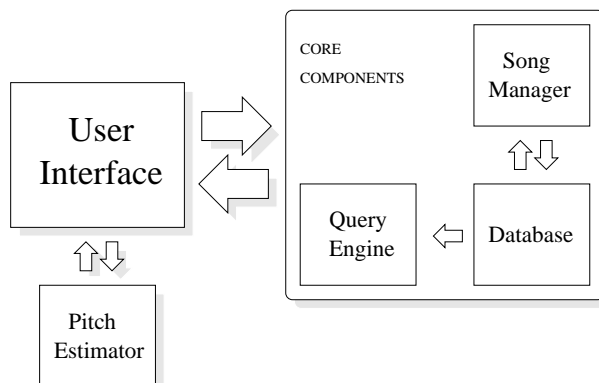 User
Interface
Pitch
Estimator
CORE
COMPONENTS
Song
Manager
Query
Engine
Database